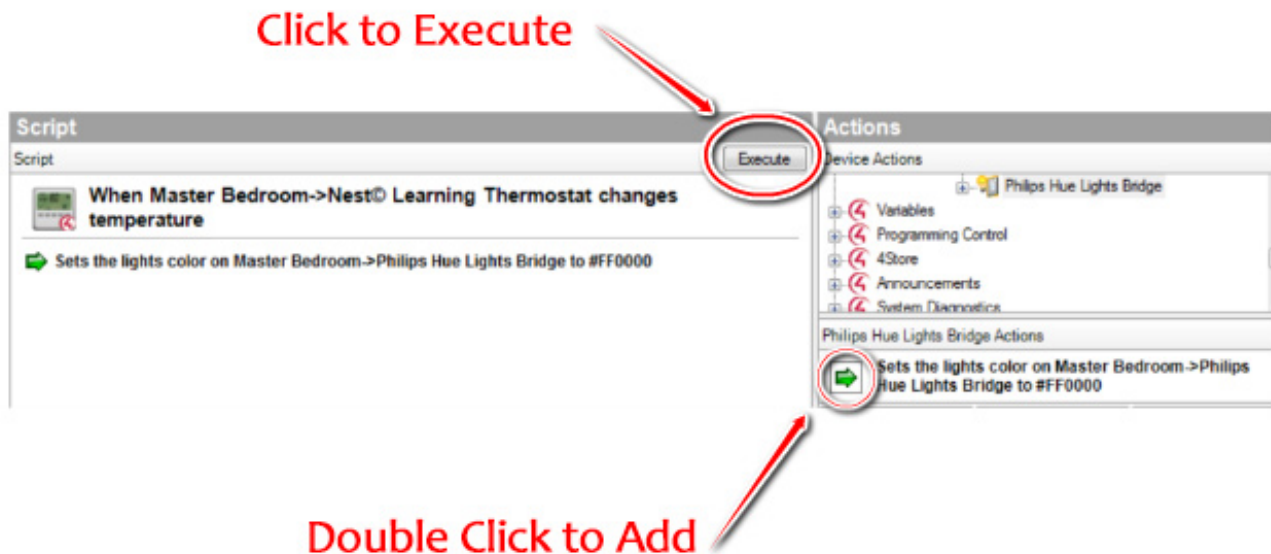 Click to Execute
Script
Script
Execute
When Master Bedroom->Nest© Learning Thermostat changes
temperature
Sets the lights color on Master Bedroom->Philips Hue Lights Bridge to #FF0000
Actions
Device Actions
Philips Hue Lights Bridge
Variables
Programming Control
4Store
Announcements
System Diagnostics
Philips Hue Lights Bridge Actions
Sets the lights color on Master Bedroom->Philips
Hue Lights Bridge to #FF0000
Double Click to Add